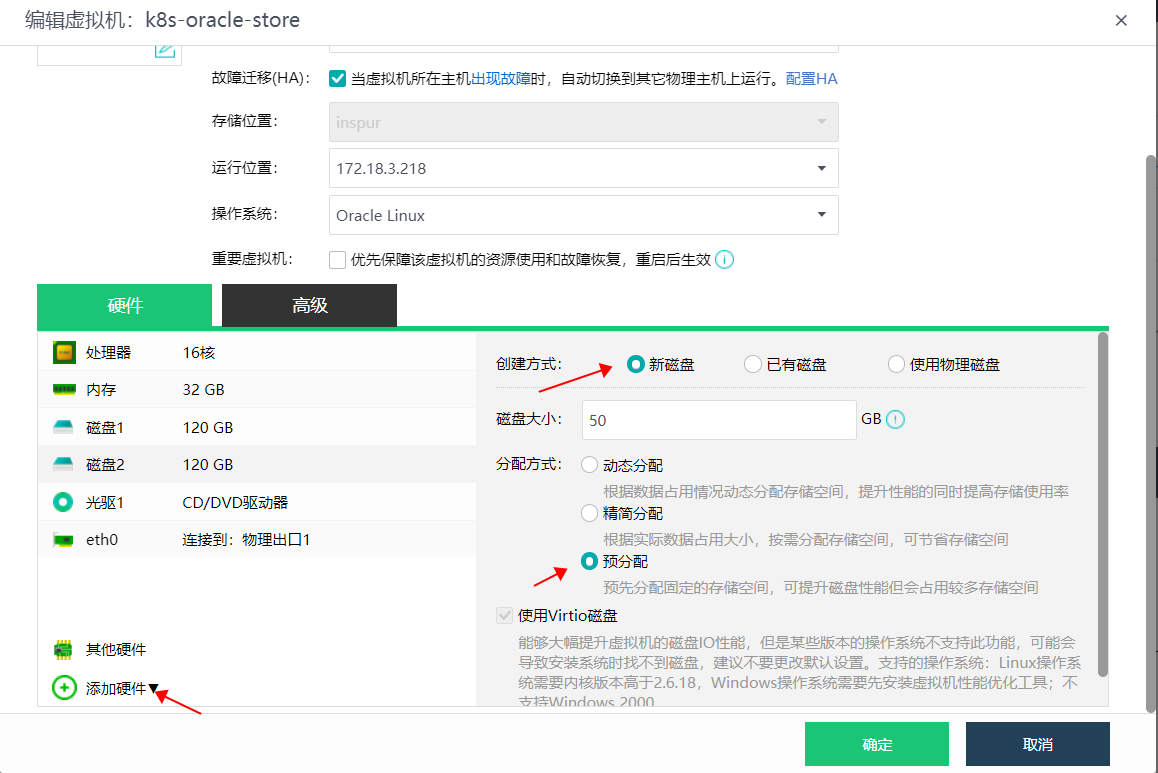 编辑虚拟机：k8s-oracle-store
故障迁移(HA)： 当虚拟机所在主机出现故障时，自动切换到其它物理主机上运行。配置HA
存储位置： inspur
运行位置： 172.18.3.218
操作系统： Oracle Linux
重要虚拟机： 优先保障该虚拟机的资源使用和故障恢复，重启后生效
硬件 高级
处理器 16核
内存 32 GB
磁盘1 120 GB
磁盘2 120 GB
光驱1 CD/DVD驱动器
eth0 连接到：物理出口1
其他硬件
添加硬件▼
创建方式： 新磁盘 已有磁盘 使用物理磁盘
磁盘大小： 50 GB
分配方式： 动态分配
根据数据占用情况动态分配存储空间，提升性能的同时提高存储使用率
精简分配
根据实际数据占用大小，按需分配存储空间，可节省存储空间
预分配
预先分配固定的存储空间，可提升磁盘性能但会占用较多存储空间
使用Virtio磁盘
能够大幅提升虚拟机的磁盘IO性能，但是某些版本的操作系统不支持此功能，可能会
导致安装系统时找不到磁盘，建议不要更改默认设置。支持的操作系统：Linux操作系
统需要内核版本高于2.6.18，Windows操作系统需要先安装虚拟机性能优化工具；不
支持Windows 2000
确定 取消